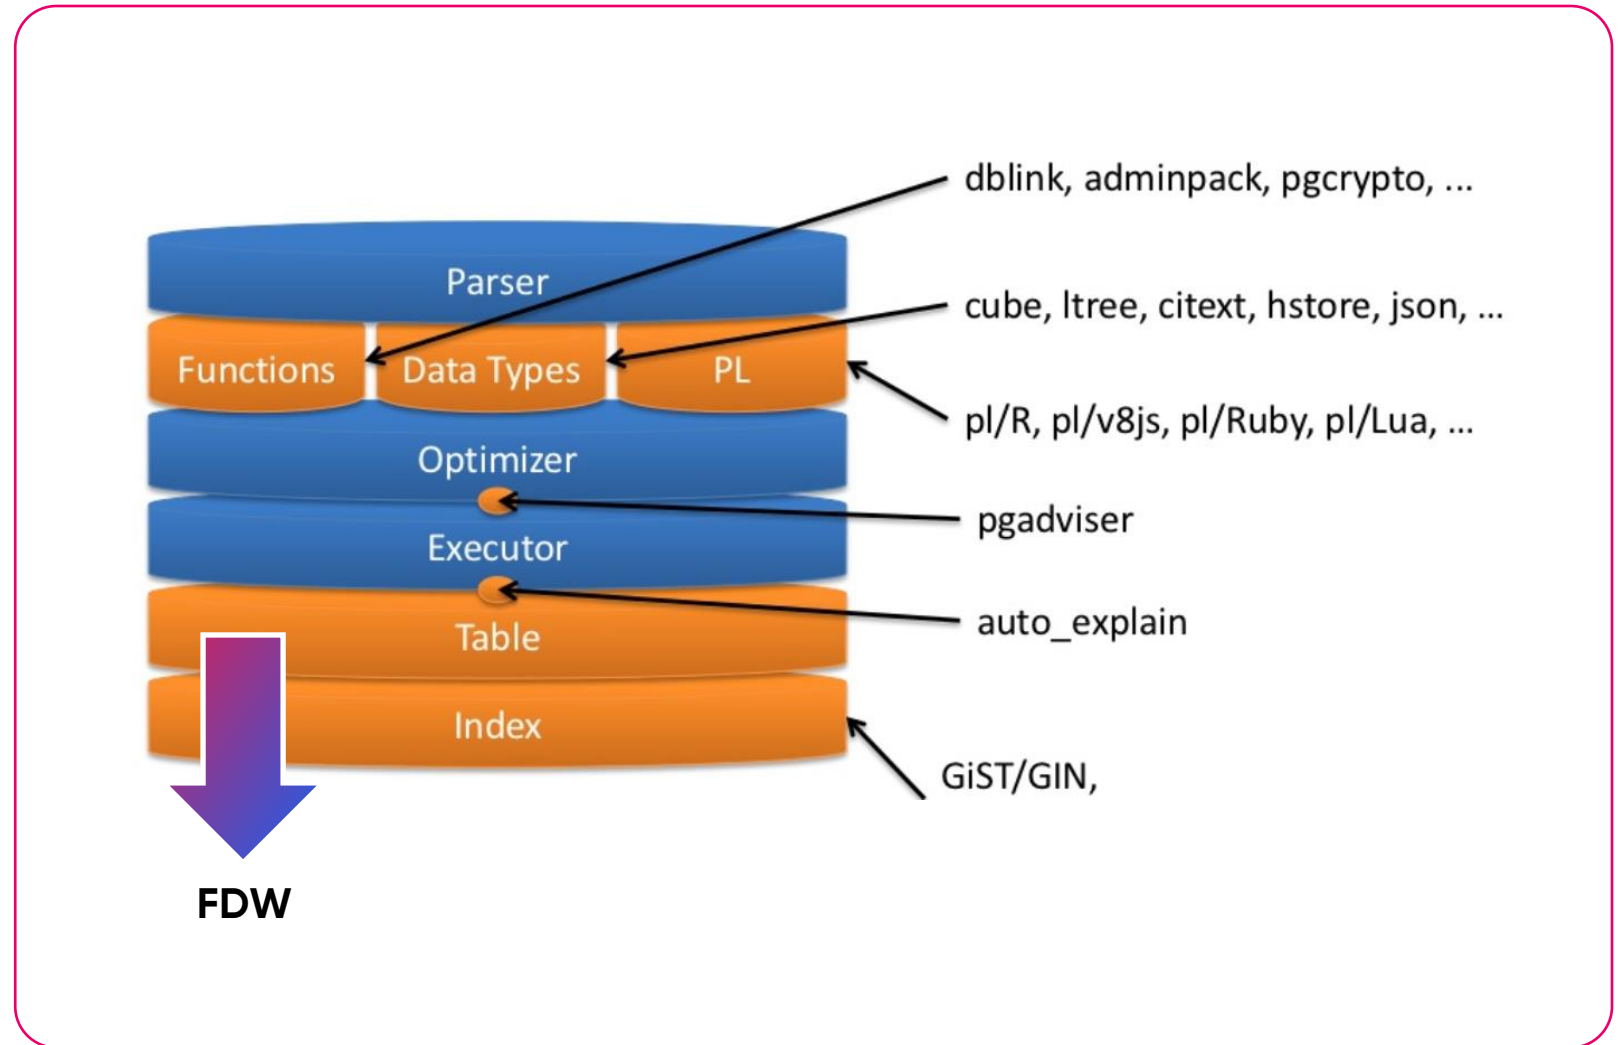 dblink, adminpack, pgcrypto, ...
Parser
cube, ltree, citext, hstore, json, ...
Functions
Data Types
PL
pl/R, pl/v8js, pl/Ruby, pl/Lua, ...
Optimizer
pgadviser
Executor
auto_explain
Table
Index
GiST/GIN,
FDW